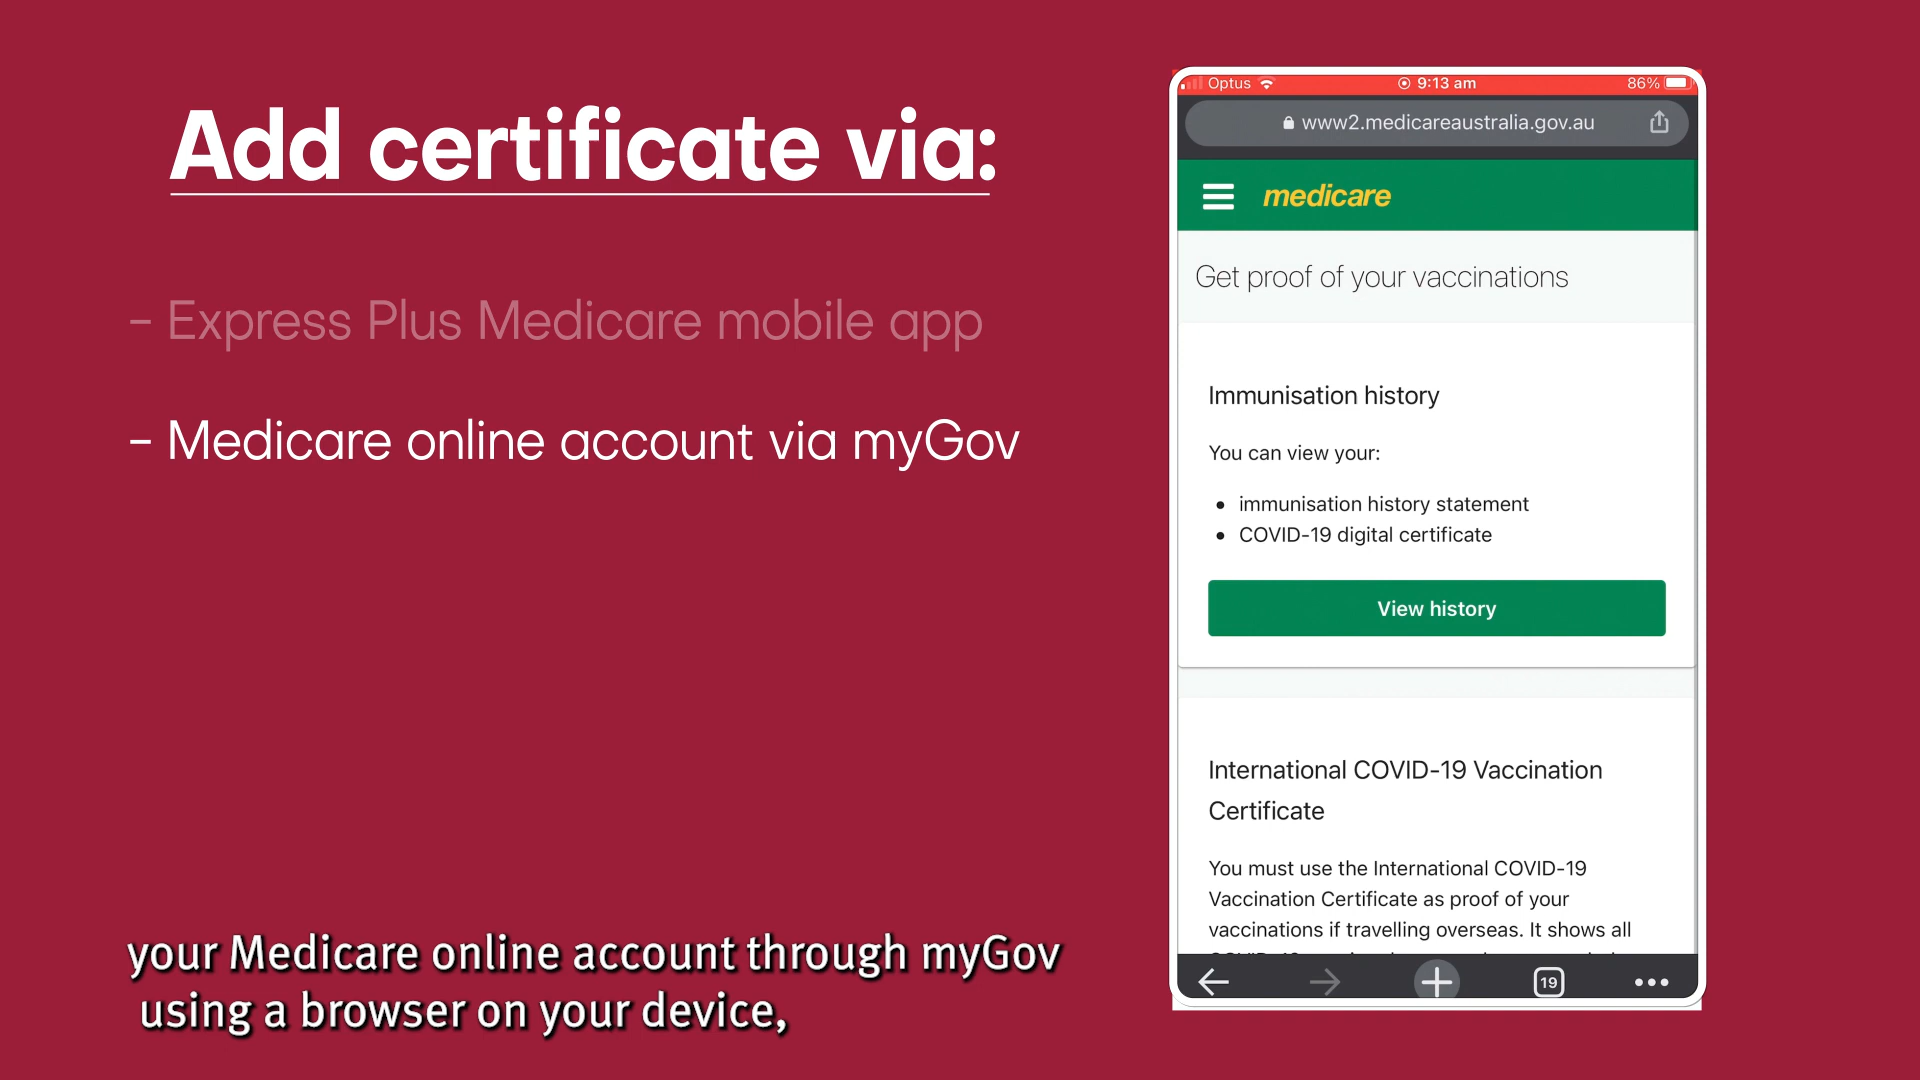 Add certificate via:
- Express Plus Medicare mobile app
- Medicare online account via myGov
your Medicare online account through myGov
using a browser on your device,
Optus
9:13 am
86%
www2.medicareaustralia.gov.au
medicare
Get proof of your vaccinations
Immunisation history
You can view your:
• immunisation history statement
• COVID-19 digital certificate
View history
International COVID-19 Vaccination
Certificate
You must use the International COVID-19
Vaccination Certificate as proof of your
vaccinations if travelling overseas. It shows all
19